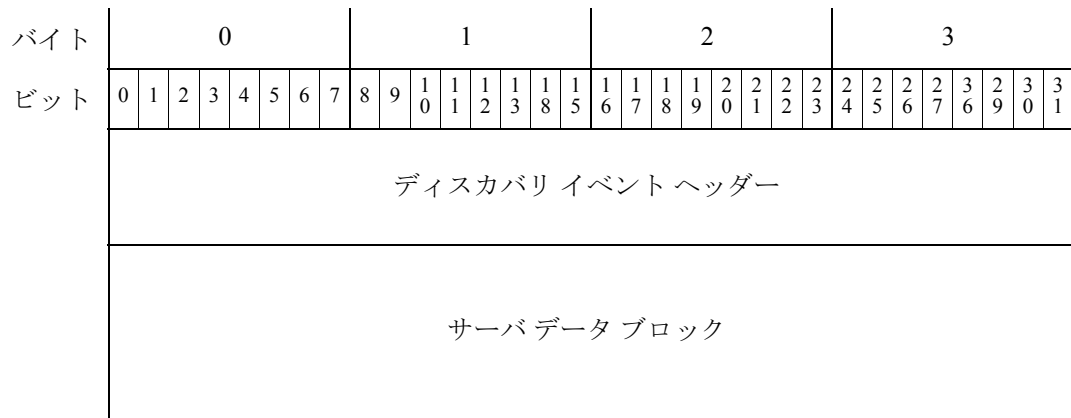 バイト 0 1 2 3
ビット 0 1 2 3 4 5 6 7 8 9 10 11 12 13 18 15 16 17 18 19 20 21 22 23 24 25 26 27 36 29 30 31
ディスカバリ イベント ヘッダー
サーバ データ ブロック